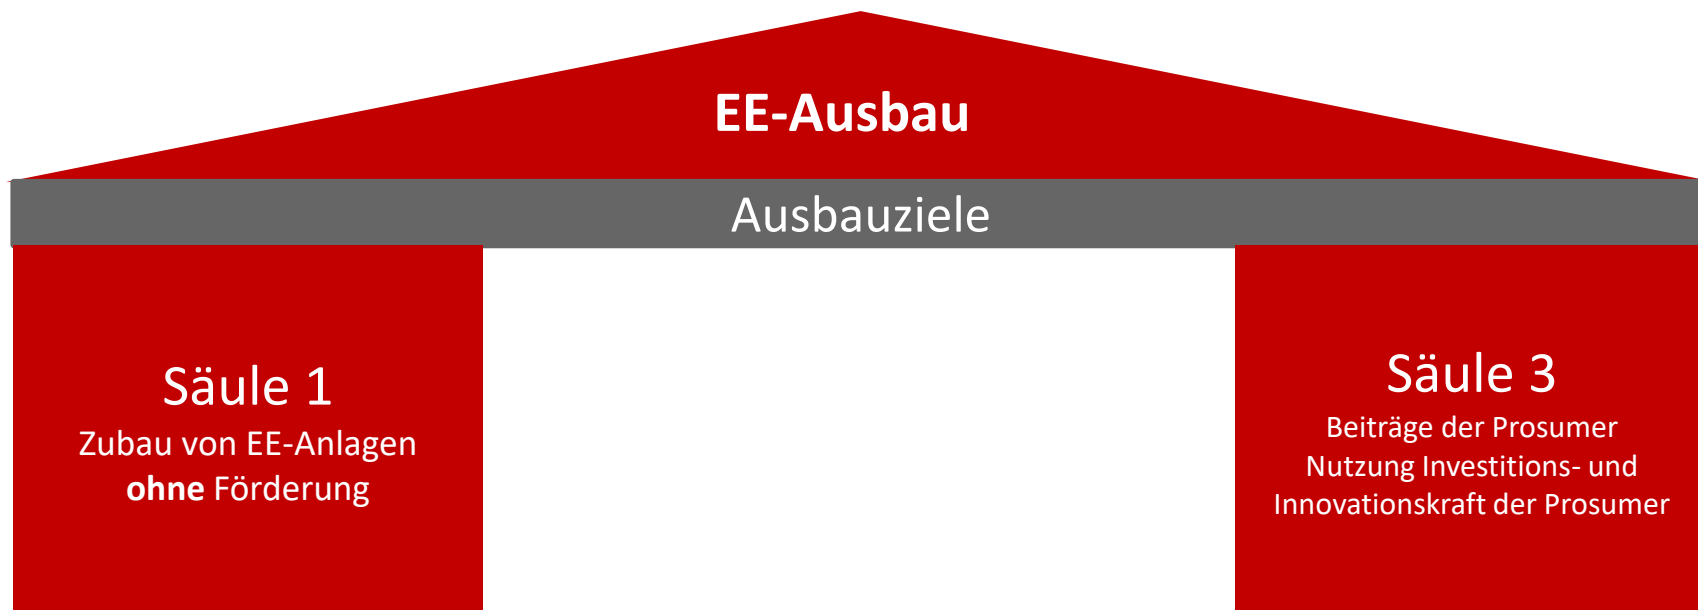 EE-Ausbau
Ausbauziele
Säule 1
Zubau von EE-Anlagen
ohne Förderung
Säule 3
Beiträge der Prosumer
Nutzung Investitions- und
Innovationskraft der Prosumer